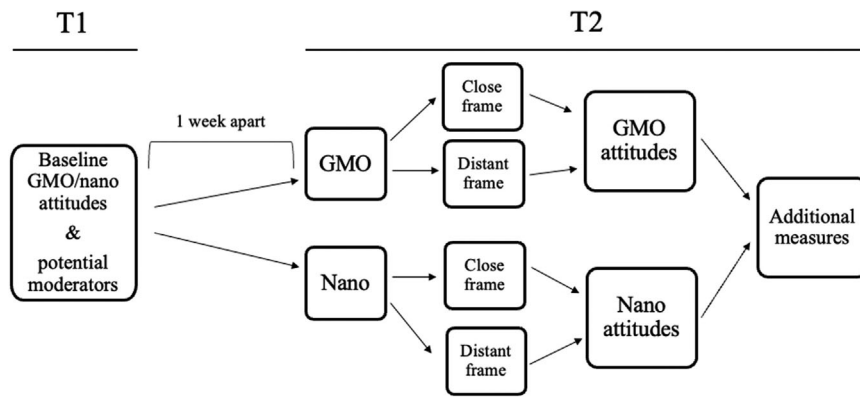 T1
T2
1 week apart
Baseline
GMO/nano
attitudes
&
potential
moderators
GMO
Close
frame
Distant
frame
GMO
attitudes
Nano
Close
frame
Distant
frame
Nano
attitudes
Additional
measures